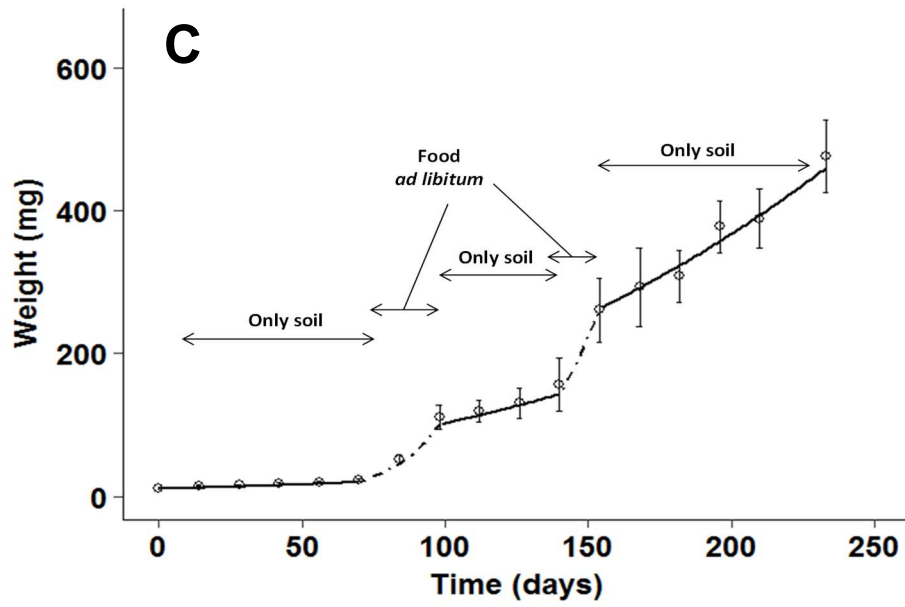 C
600
400
200
0
Weight (mg)
Food
ad libitum
Only soil
Only soil
Only soil
0 50 100 150 200 250
Time (days)